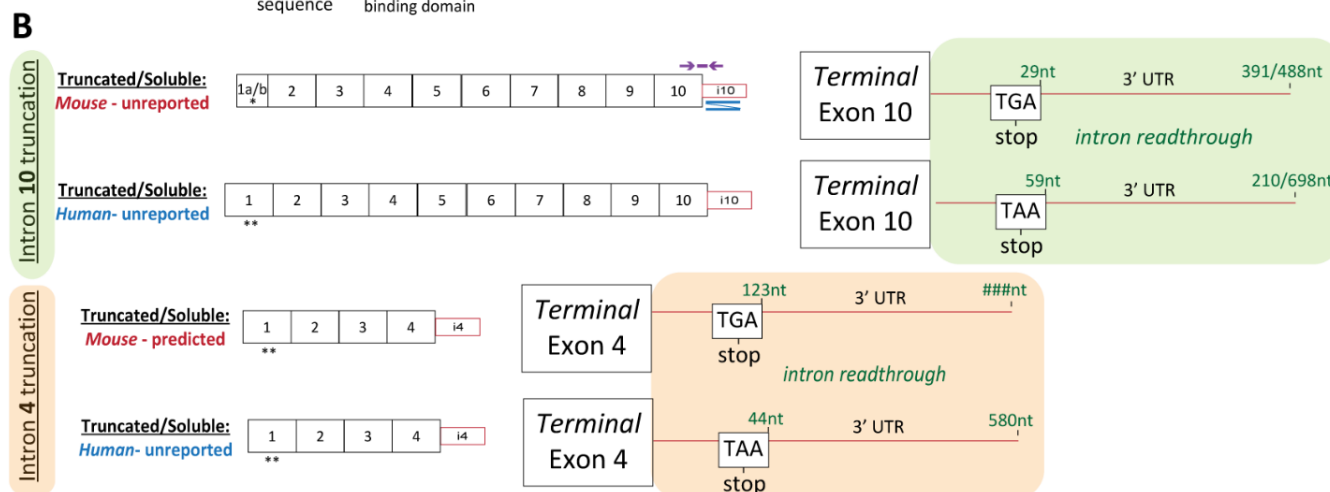 sequence binding domain
B
Intron 10 truncation
Truncated/Soluble:
Mouse - unreported
1a/b 2 3 4 5 6 7 8 9 10 i10
*
Terminal
Exon 10
29nt
TGA
stop
3' UTR
391/488nt
intron readthrough
Truncated/Soluble:
Human- unreported
1 2 3 4 5 6 7 8 9 10 i10
**
Terminal
Exon 10
59nt
TAA
stop
3' UTR
210/698nt
Intron 4 truncation
Truncated/Soluble:
Mouse - predicted
1 2 3 4 i4
**
Terminal
Exon 4
123nt
TGA
stop
3' UTR
###nt
intron readthrough
Truncated/Soluble:
Human- unreported
1 2 3 4 i4
**
Terminal
Exon 4
44nt
TAA
stop
3' UTR
580nt